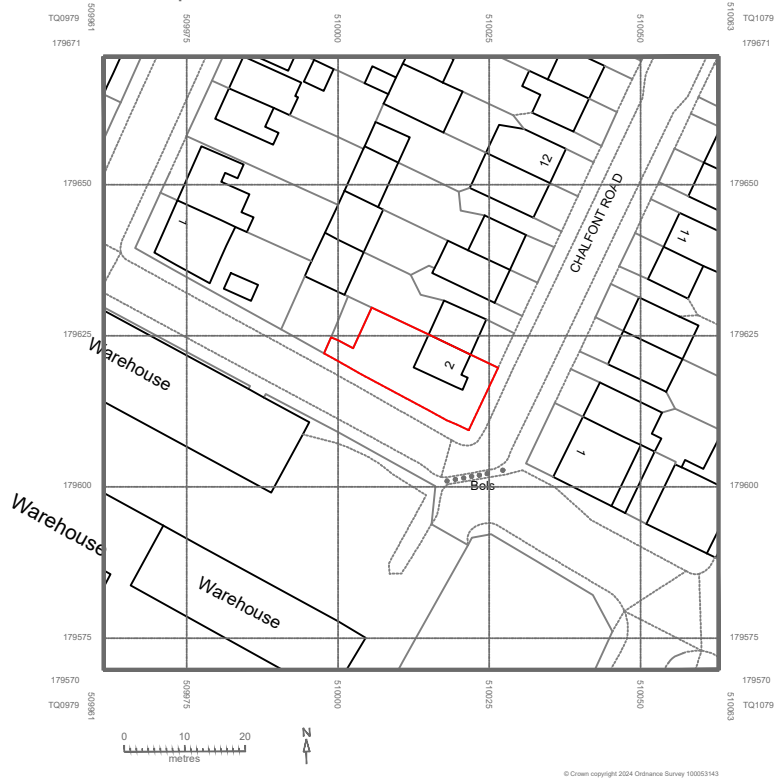 TQ0979
509961
509975
510000
510025
510050
510063
TQ1079
179671
179671
12
CHALFONT ROAD
179650
179650
1
11
179625
179625
Warehouse
2
1
179600
179600
Bols
Warehouse
Warehouse
179575
179575
179570
179570
TQ0979
509961
509975
510000
510025
510050
510063
TQ1079
0
10
20
metres
N
© Crown copyright 2024 Ordnance Survey 100053143